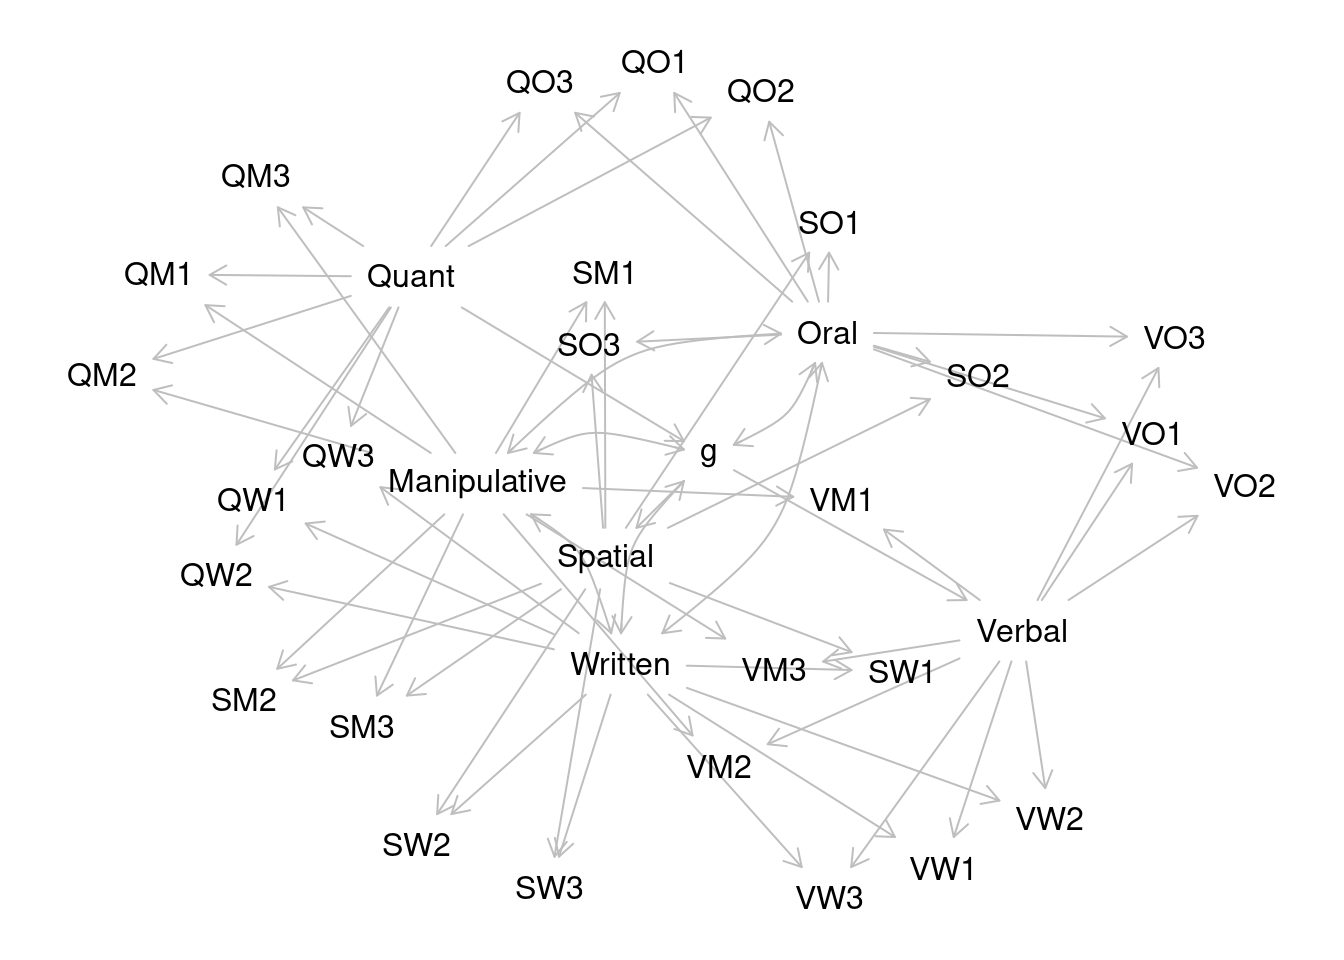 QO1
QO3
QO2
QM3
SO1
QM1
Quant
SM1
Oral
VO3
SO3
QM2
SO2
VO1
QW3
g
Manipulative
VO2
QW1
VM1
Spatial
QW2
Verbal
Written
VM3
SW1
SM2
SM3
VM2
VW2
SW2
VW1
SW3
VW3